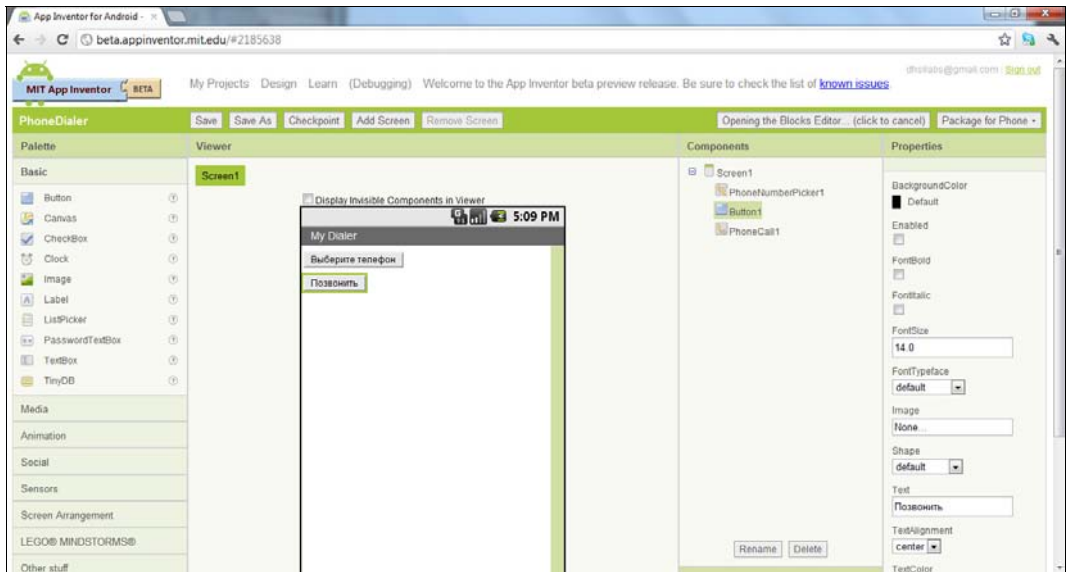 App Inventor for Android -
beta.appinventor.mit.edu/#2185638
dhsilabs@gmail.com | Sign out
MIT App Inventor BETA
My Projects Design Learn (Debugging) Welcome to the App Inventor beta preview release. Be sure to check the list of known issues
PhoneDialer
Save Save As Checkpoint Add Screen Remove Screen
Opening the Blocks Editor... (click to cancel) Package for Phone
Palette
Viewer
Components
Properties
Basic
Button
Canvas
CheckBox
Clock
Image
Label
ListPicker
PasswordTextBox
TextBox
TinyDB
Media
Animation
Social
Sensors
Screen Arrangement
LEGO® MINDSTORMS®
Other stuff
Screen1
Display Invisible Components in Viewer
5:09 PM
My Dialer
Выберите телефон
Позвонить
Screen1
PhoneNumberPicker1
Button1
PhoneCall1
Rename Delete
BackgroundColor
Default
Enabled
FontBold
FontItalic
FontSize
14.0
FontTypeface
default
Image
None...
Shape
default
Text
Позвонить
TextAlignment
center
TextColor